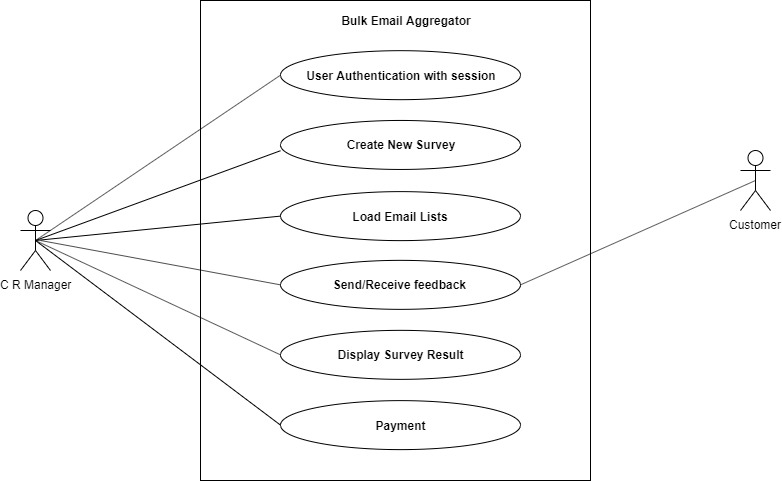 Bulk Email Aggregator
User Authentication with session
Create New Survey
Load Email Lists
Send/Receive feedback
Display Survey Result
Payment
C R Manager
Customer